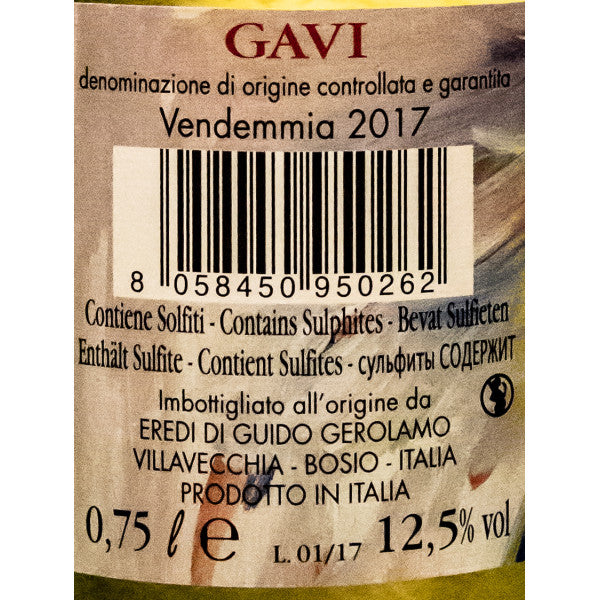 GAVI
denominazione di origine controllata e garantita
Vendemmia 2017
8 058450 950262
Contiene Solfiti - Contains Sulphites - Bevat Sulfieten
Enthält Sulfite - Contient Sulfites - сульфиты СОДЕРЖИТ
Imbottigliato all'origine da
EREDI DI GUIDO GEROLAMO
VILLAVECCHIA - BOSIO - ITALIA
PRODOTTO IN ITALIA
0,75 ℓ e L. 01/17 12,5% vol